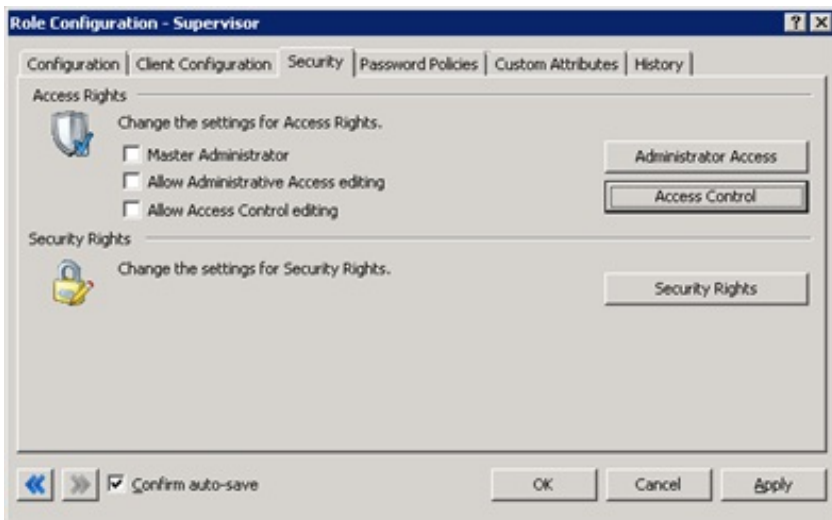 Role Configuration - Supervisor
Configuration Client Configuration Security Password Policies Custom Attributes History
Access Rights
Change the settings for Access Rights.
Master Administrator
Administrator Access
Allow Administrative Access editing
Access Control
Allow Access Control editing
Security Rights
Change the settings for Security Rights.
Security Rights
Confirm auto-save OK Cancel Apply